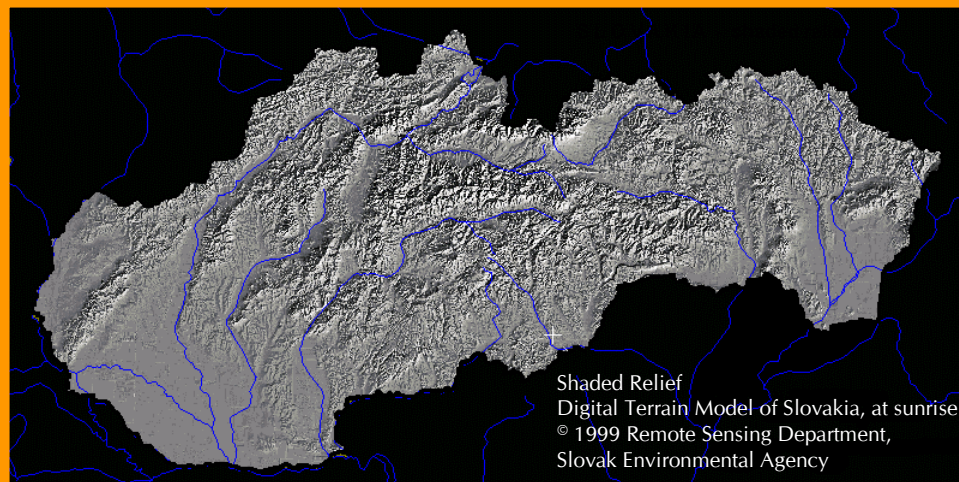 Shaded Relief
Digital Terrain Model of Slovakia, at sunrise
© 1999 Remote Sensing Department,
Slovak Environmental Agency